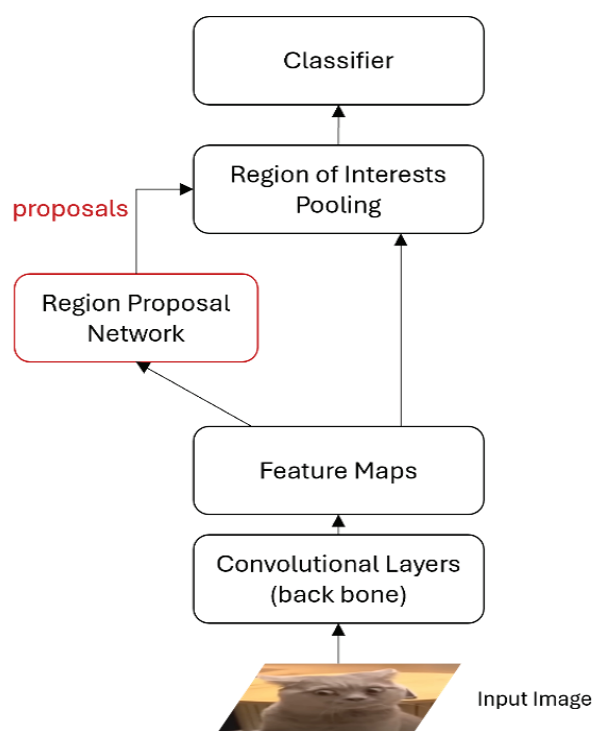 Classifier
Region of Interests
Pooling
proposals
Region Proposal
Network
Feature Maps
Convolutional Layers
(back bone)
Input Image